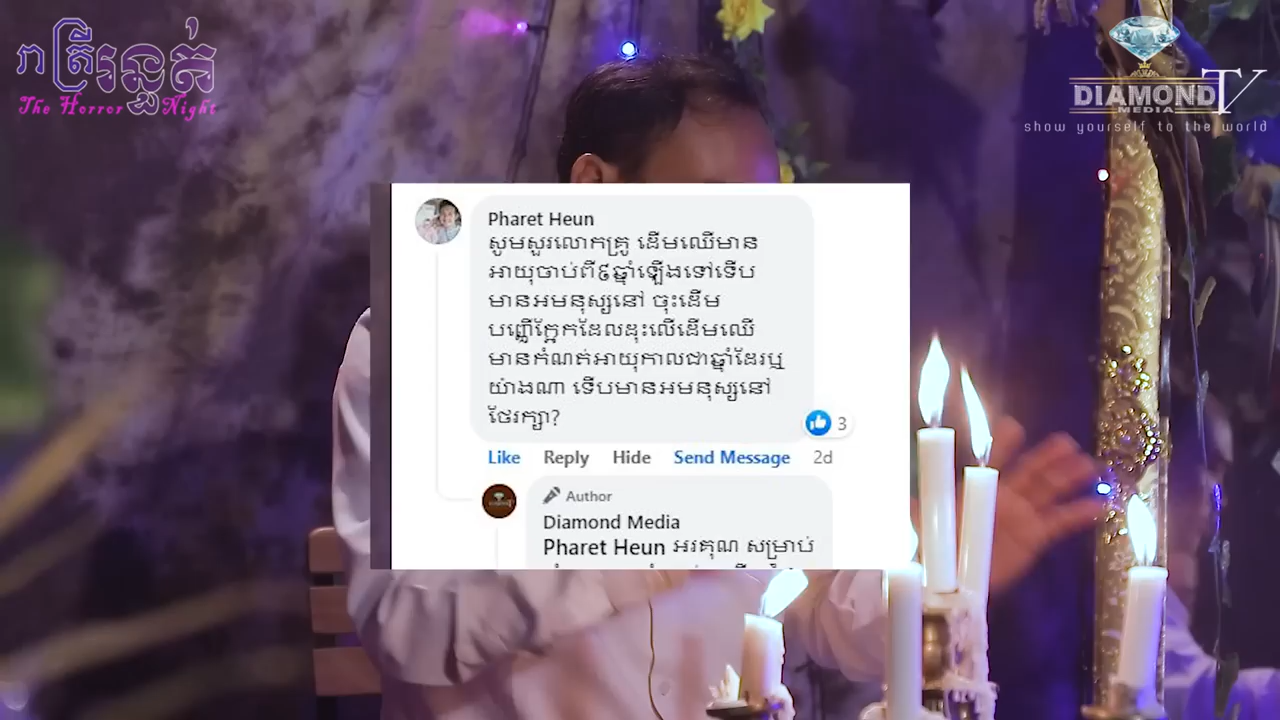 រាត្រីរន្ធត់
The Horror Night
DIAMOND TV
MEDIA
show yourself to the world
Pharet Heun
សូមសួរលោកគ្រូ ដើមឈើមាន
អាយុចាប់ពី៩ឆ្នាំឡើងទៅទើប
មានអមនុស្សនៅ ចុះដើម
បញ្ញើក្អែកដែលដុះលើដើមឈើ
មានកំណត់អាយុកាលជាឆ្នាំដែរឬ
យ៉ាងណា ទើបមានអមនុស្សនៅ
ថែរក្សា?
3
Like Reply Hide Send Message 2d
Author
Diamond Media
Pharet Heun អរគុណ សម្រាប់